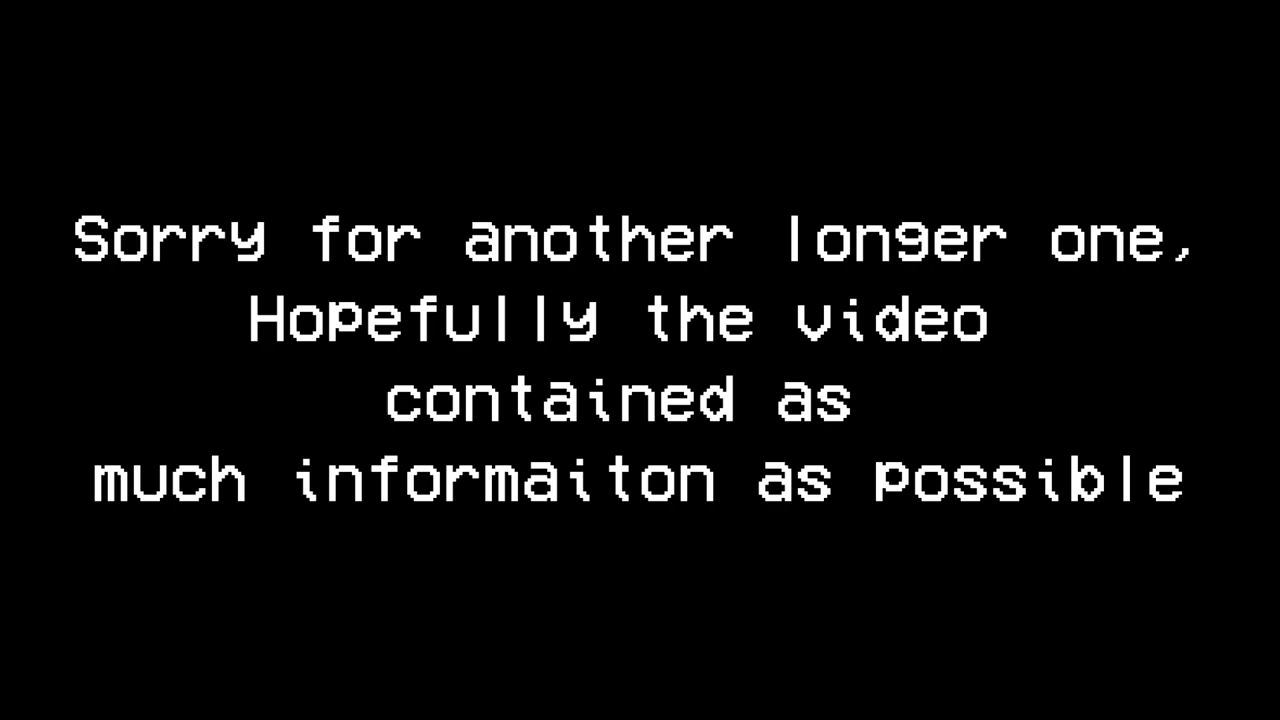 Sorry for another longer one,
Hopefully the video
contained as
much informaiton as possible